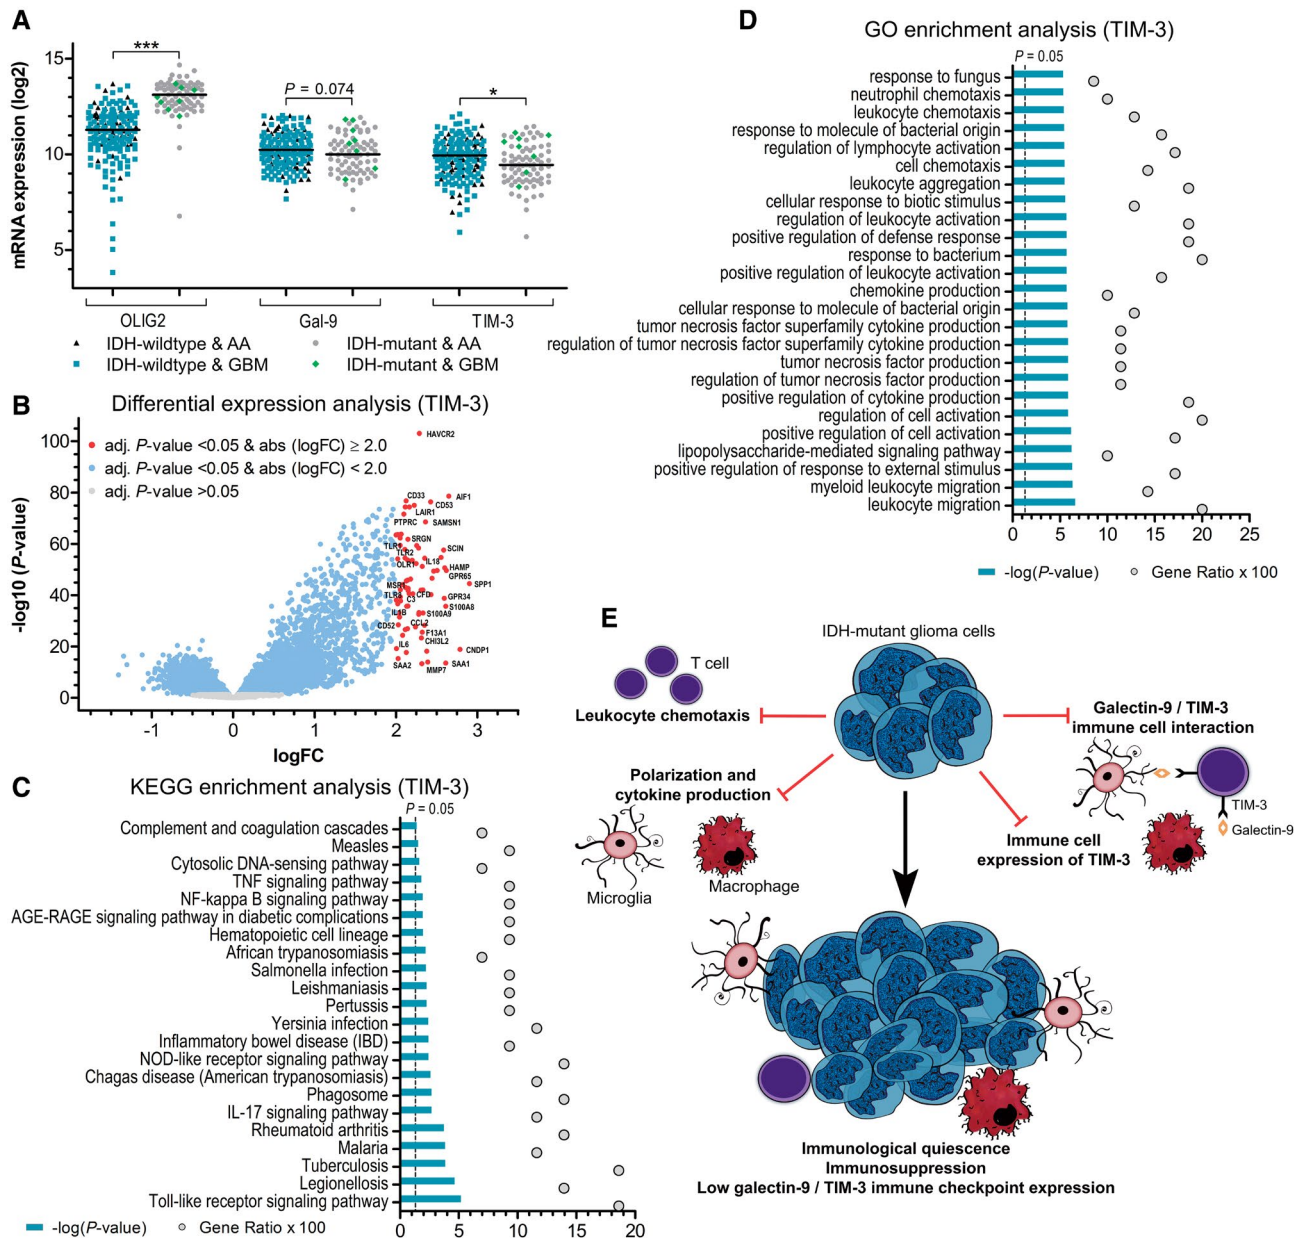 A
mRNA expression (log2)
15
10
5
***
P = 0.074
*
OLIG2
Gal-9
TIM-3
IDH-wildtype & AA
IDH-mutant & AA
IDH-wildtype & GBM
IDH-mutant & GBM
B
Differential expression analysis (TIM-3)
-log10 (P-value)
100
80
60
40
20
0
adj. P-value <0.05 & abs (logFC) ≥ 2.0
adj. P-value <0.05 & abs (logFC) < 2.0
adj. P-value >0.05
HAVCR2
CD33
AIF1
CD53
LAIR1
PTPRC
SAMSN1
SRGN
TLR1
TLR2
SCIN
OLR1
IL18
HAMP
GPR65
MSR1
SPP1
TLR8
CFD
C3
GPR34
S100A8
IL1B
S100A9
CD52
CCL2
F13A1
IL6
CHI3L2
CNDP1
SAA2
MMP7
SAA1
-1
0
1
2
3
logFC
C
KEGG enrichment analysis (TIM-3)
P = 0.05
Complement and coagulation cascades
Measles
Cytosolic DNA-sensing pathway
TNF signaling pathway
NF-kappa B signaling pathway
AGE-RAGE signaling pathway in diabetic complications
Hematopoietic cell lineage
African trypanosomiasis
Salmonella infection
Leishmaniasis
Pertussis
Yersinia infection
Inflammatory bowel disease (IBD)
NOD-like receptor signaling pathway
Chagas disease (American trypanosomiasis)
Phagosome
IL-17 signaling pathway
Rheumatoid arthritis
Malaria
Tuberculosis
Legionellosis
Toll-like receptor signaling pathway
0
5
10
15
20
-log(P-value)
Gene Ratio x 100
D
GO enrichment analysis (TIM-3)
P = 0.05
response to fungus
neutrophil chemotaxis
leukocyte chemotaxis
response to molecule of bacterial origin
regulation of lymphocyte activation
cell chemotaxis
leukocyte aggregation
cellular response to biotic stimulus
regulation of leukocyte activation
positive regulation of defense response
response to bacterium
positive regulation of leukocyte activation
chemokine production
cellular response to molecule of bacterial origin
tumor necrosis factor superfamily cytokine production
regulation of tumor necrosis factor superfamily cytokine production
tumor necrosis factor production
regulation of tumor necrosis factor production
positive regulation of cytokine production
regulation of cell activation
positive regulation of cell activation
lipopolysaccharide-mediated signaling pathway
positive regulation of response to external stimulus
myeloid leukocyte migration
leukocyte migration
0
5
10
15
20
25
-log(P-value)
Gene Ratio x 100
E
IDH-mutant glioma cells
T cell
Leukocyte chemotaxis
Galectin-9 / TIM-3
immune cell interaction
Polarization and
cytokine production
TIM-3
Galectin-9
Immune cell
expression of TIM-3
Microglia
Macrophage
Immunological quiescence
Immunosuppression
Low galectin-9 / TIM-3 immune checkpoint expression